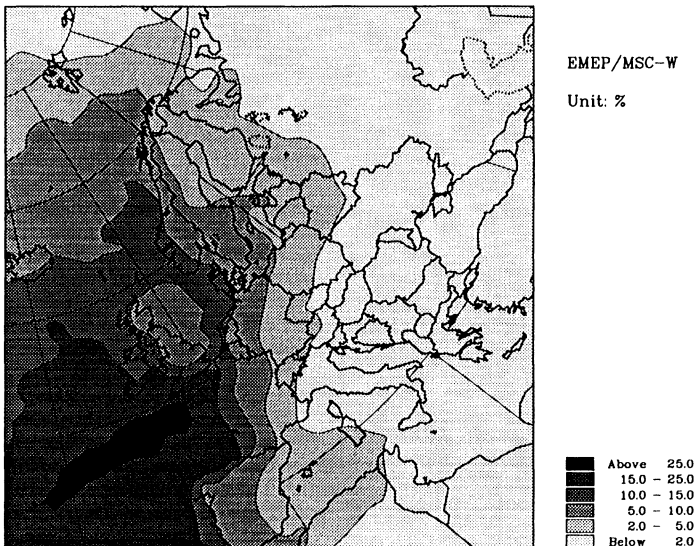 EMEP/MSC-W
Unit: %
Above 25.0
15.0 - 25.0
10.0 - 15.0
5.0 - 10.0
2.0 - 5.0
Below 2.0